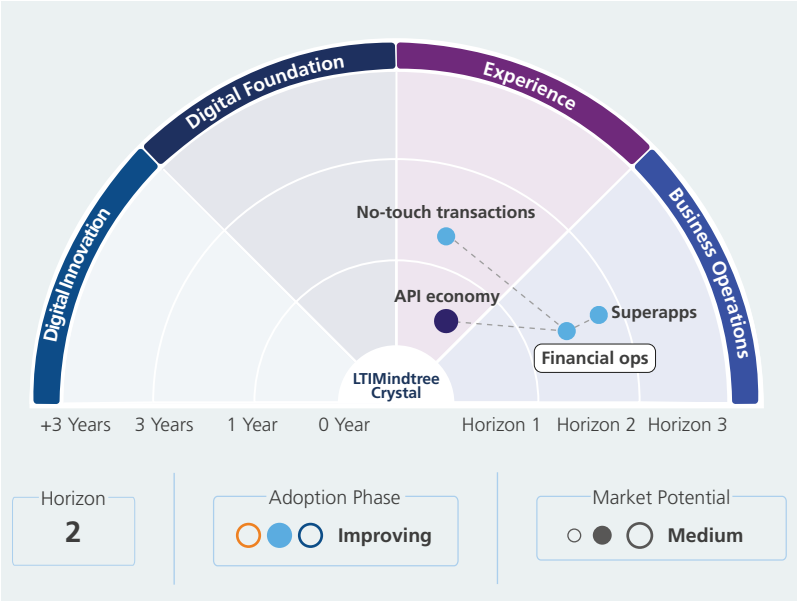 Digital Foundation
Experience
Digital Innovation
Business Operations
No-touch transactions
API economy
Superapps
Financial ops
LTIMindtree
Crystal
+3 Years
3 Years
1 Year
0 Year
Horizon 1
Horizon 2
Horizon 3
Horizon
2
Adoption Phase
Improving
Market Potential
Medium